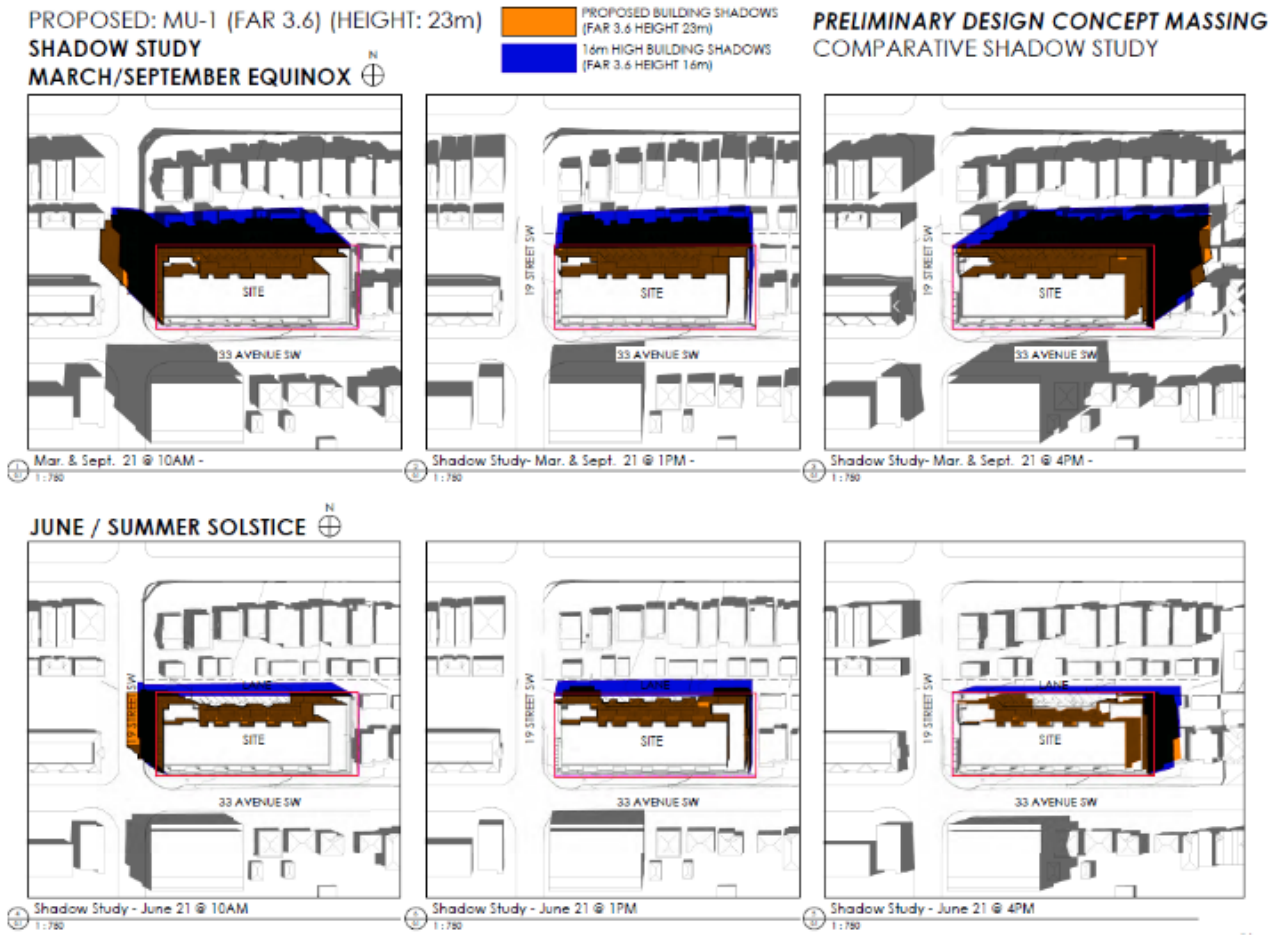 PROPOSED: MU-1 (FAR 3.6) (HEIGHT: 23m)
SHADOW STUDY
MARCH/SEPTEMBER EQUINOX
N
PROPOSED BUILDING SHADOWS
(FAR 3.6 HEIGHT 23m)
16m HIGH BUILDING SHADOWS
(FAR 3.6 HEIGHT 16m)
PRELIMINARY DESIGN CONCEPT MASSING
COMPARATIVE SHADOW STUDY
SITE
33 AVENUE SW
19 STREET SW
SITE
33 AVENUE SW
19 STREET SW
SITE
33 AVENUE SW
Mar. & Sept. 21 @ 10AM -
1 : 750
Shadow Study- Mar. & Sept. 21 @ 1PM -
1 : 750
Shadow Study- Mar. & Sept. 21 @ 4PM -
1 : 750
JUNE / SUMMER SOLSTICE
N
19 STREET SW
LANE
SITE
33 AVENUE SW
19 STREET SW
LANE
SITE
33 AVENUE SW
19 STREET SW
LANE
SITE
33 AVENUE SW
Shadow Study - June 21 @ 10AM
1 : 750
Shadow Study - June 21 @ 1PM
1 : 750
Shadow Study - June 21 @ 4PM
1 : 750